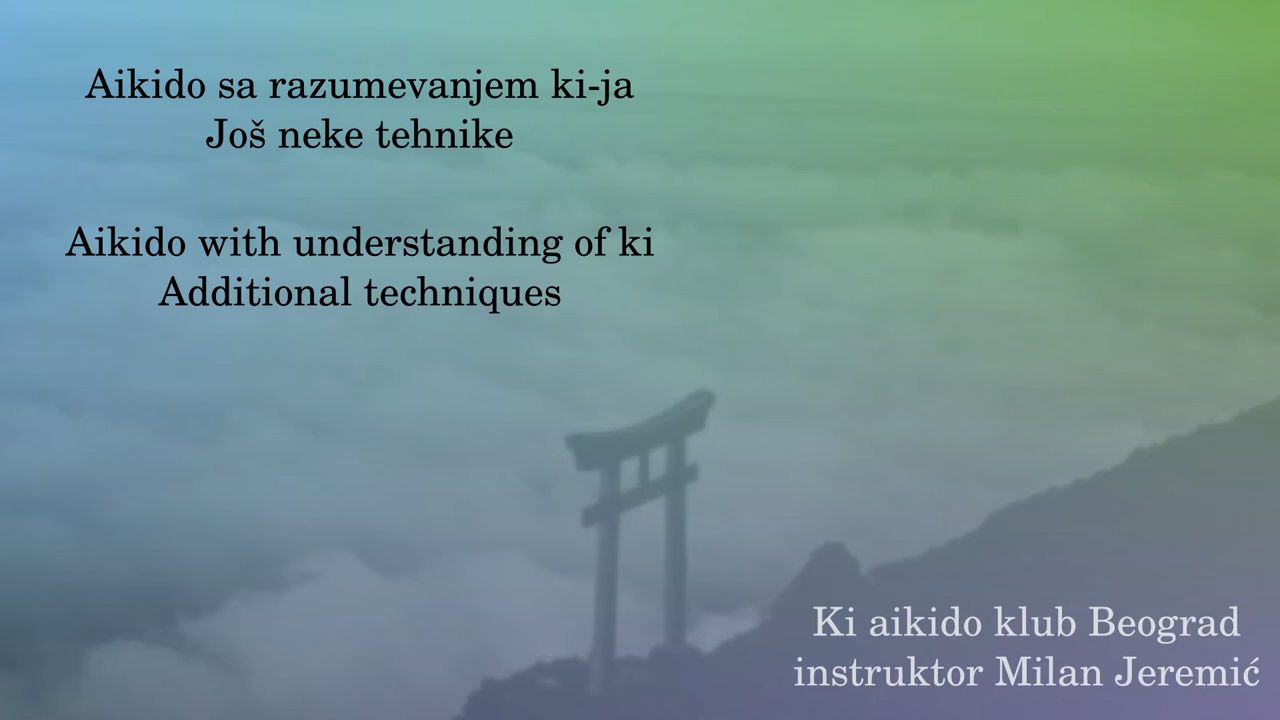 Aikido sa razumevanjem ki-ja
Još neke tehnike
Aikido with understanding of ki
Additional techniques
Ki aikido klub Beograd
instruktor Milan Jeremić